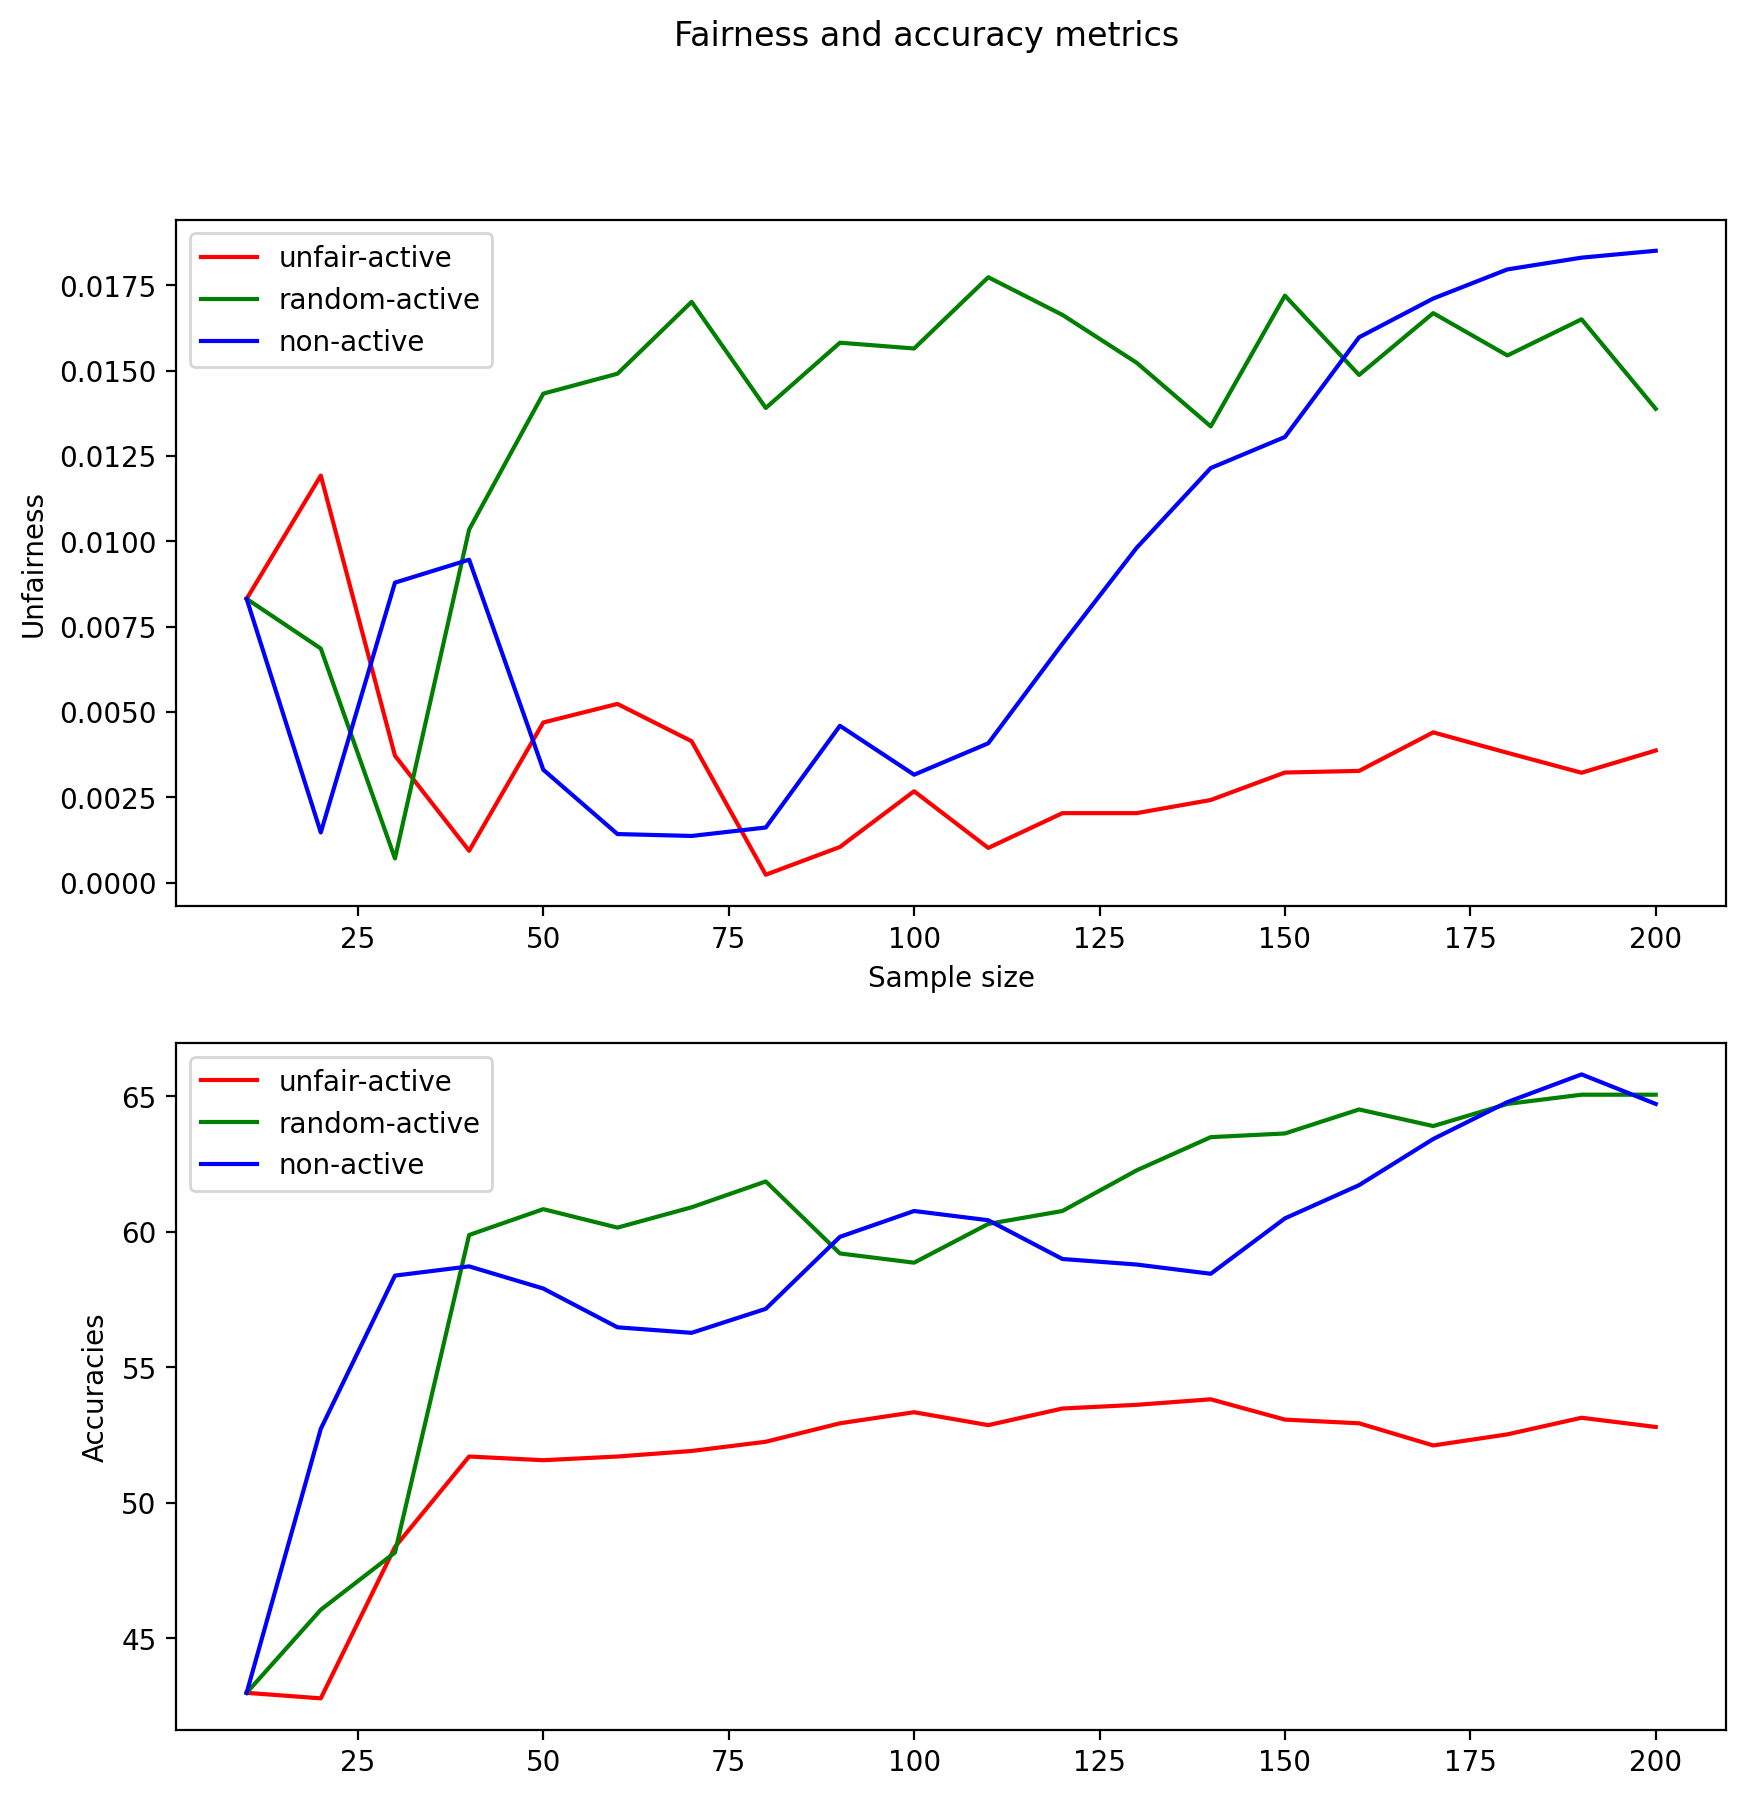 Fairness and accuracy metrics
unfair-active
random-active
non-active
0.0175
0.0150
0.0125
0.0100
0.0075
0.0050
0.0025
0.0000
Unfairness
25 50 75 100 125 150 175 200
Sample size
unfair-active
random-active
non-active
65
60
55
50
45
Accuracies
25 50 75 100 125 150 175 200